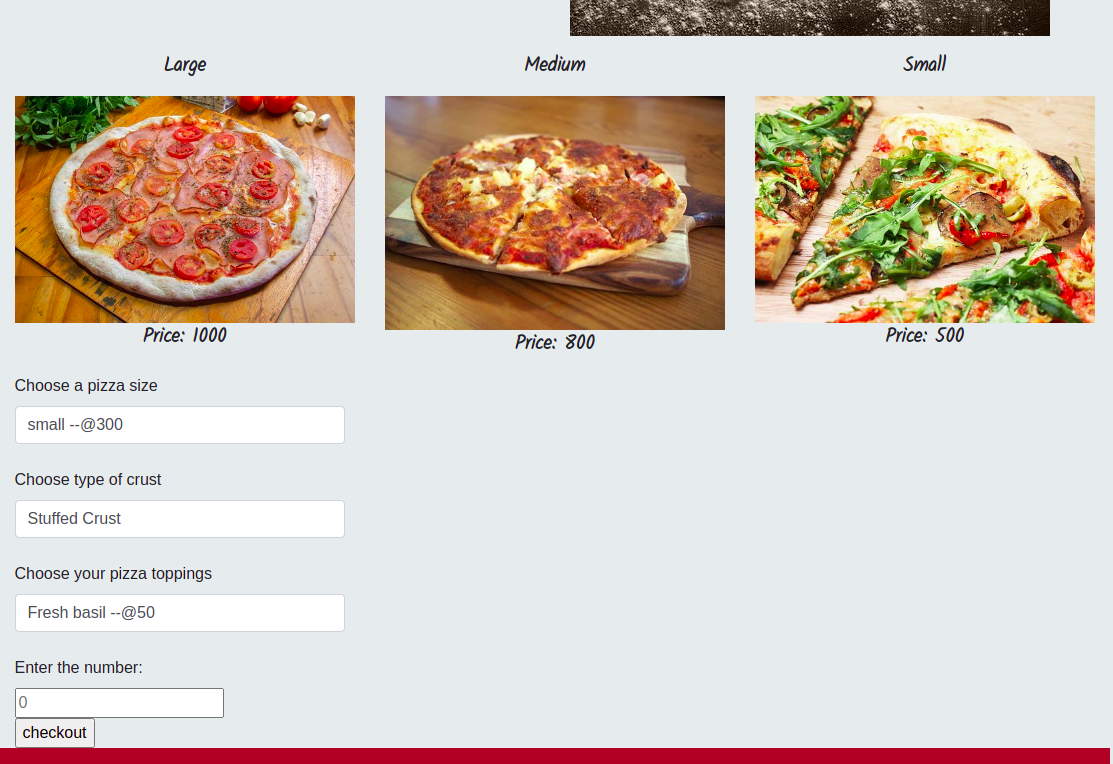 Large
Medium
Small
Price: 1000
Price: 800
Price: 500
Choose a pizza size
small --@300
Choose type of crust
Stuffed Crust
Choose your pizza toppings
Fresh basil --@50
Enter the number:
0
checkout